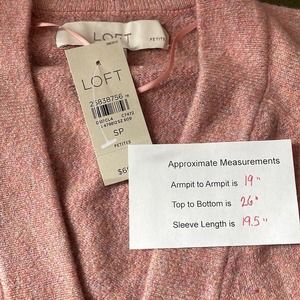 LOFT
PETITES
LOFT
SP
PETITES
Approximate Measurements
Armpit to Armpit is 19"
Top to Bottom is 26"
Sleeve Length is 19.5"